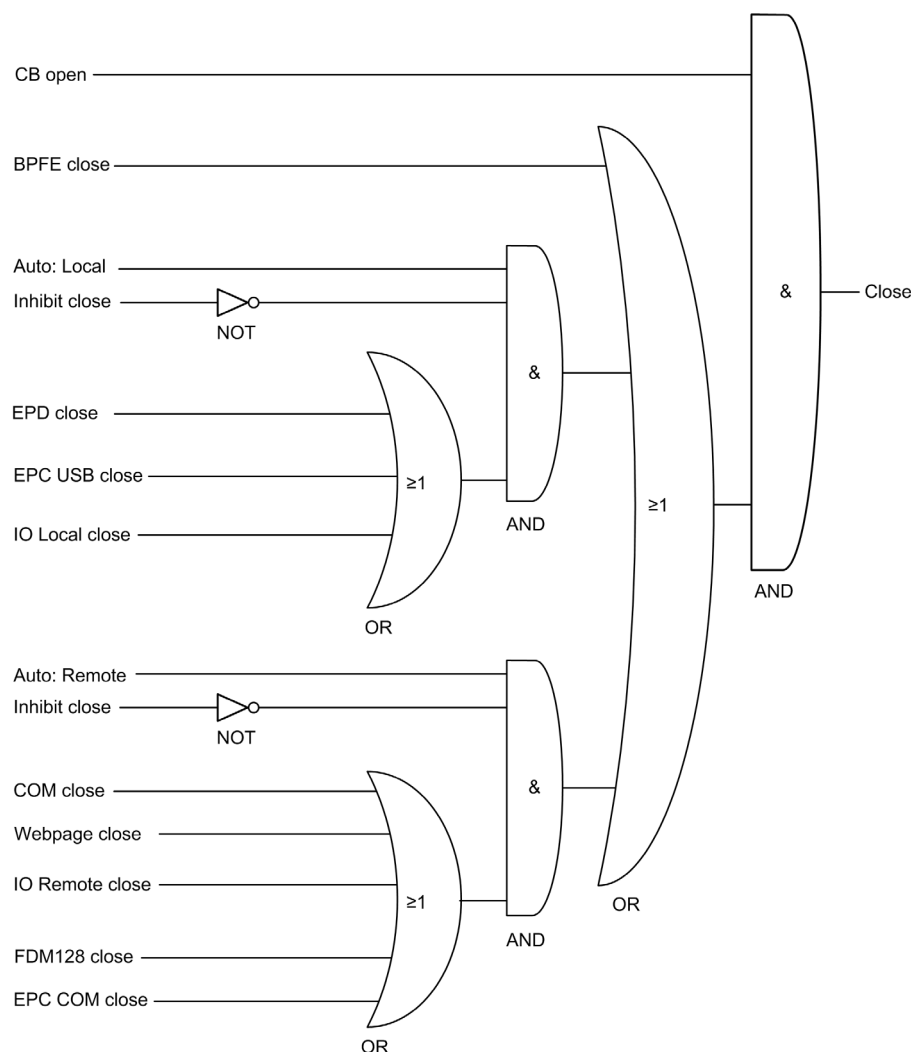 CB open
BPFE close
Auto: Local
Inhibit close
NOT
&
Close
&
EPD close
EPC USB close
≥1
IO Local close
AND
≥1
OR
AND
Auto: Remote
Inhibit close
NOT
COM close
&
Webpage close
IO Remote close
≥1
OR
AND
FDM128 close
EPC COM close
OR